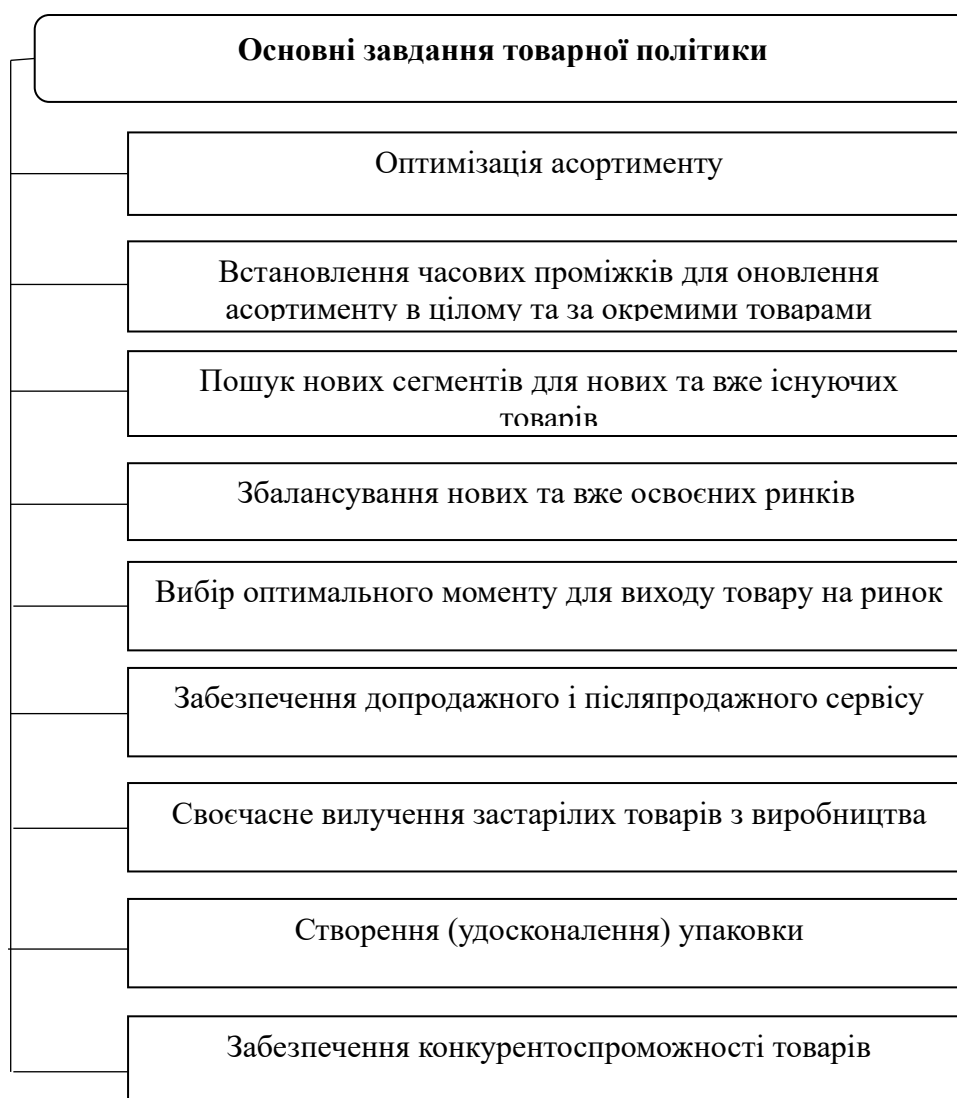 Основні завдання товарної політики
Оптимізація асортименту
Встановлення часових проміжків для оновлення
асортименту в цілому та за окремими товарами
Пошук нових сегментів для нових та вже існуючих
товарів
Збалансування нових та вже освоєних ринків
Вибір оптимального моменту для виходу товару на ринок
Забезпечення допродажного і післяпродажного сервісу
Своєчасне вилучення застарілих товарів з виробництва
Створення (удосконалення) упаковки
Забезпечення конкурентоспроможності товарів